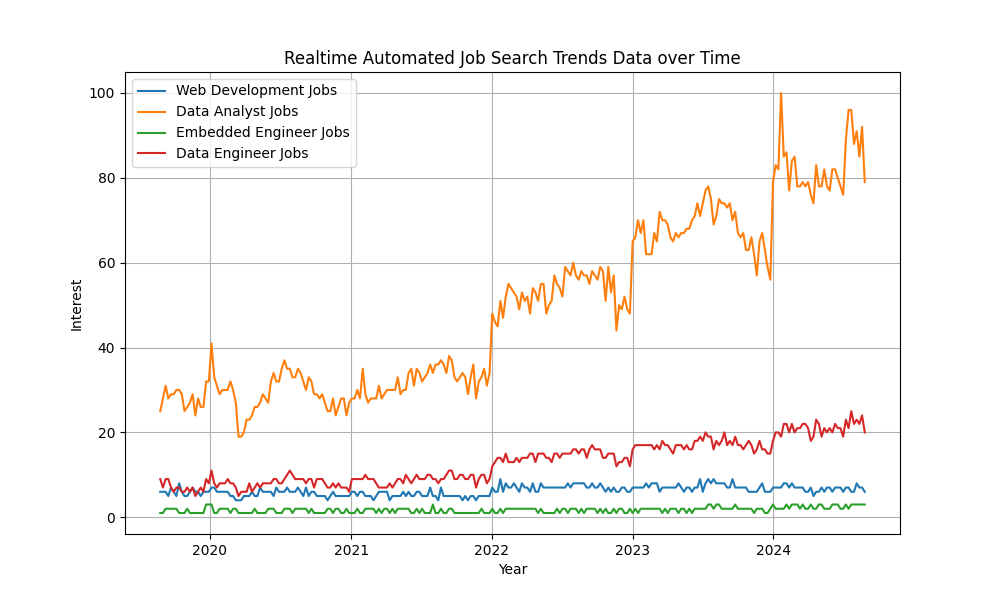 Realtime Automated Job Search Trends Data over Time
Web Development Jobs
Data Analyst Jobs
Embedded Engineer Jobs
Data Engineer Jobs
100
80
60
40
20
0
Interest
2020 2021 2022 2023 2024
Year